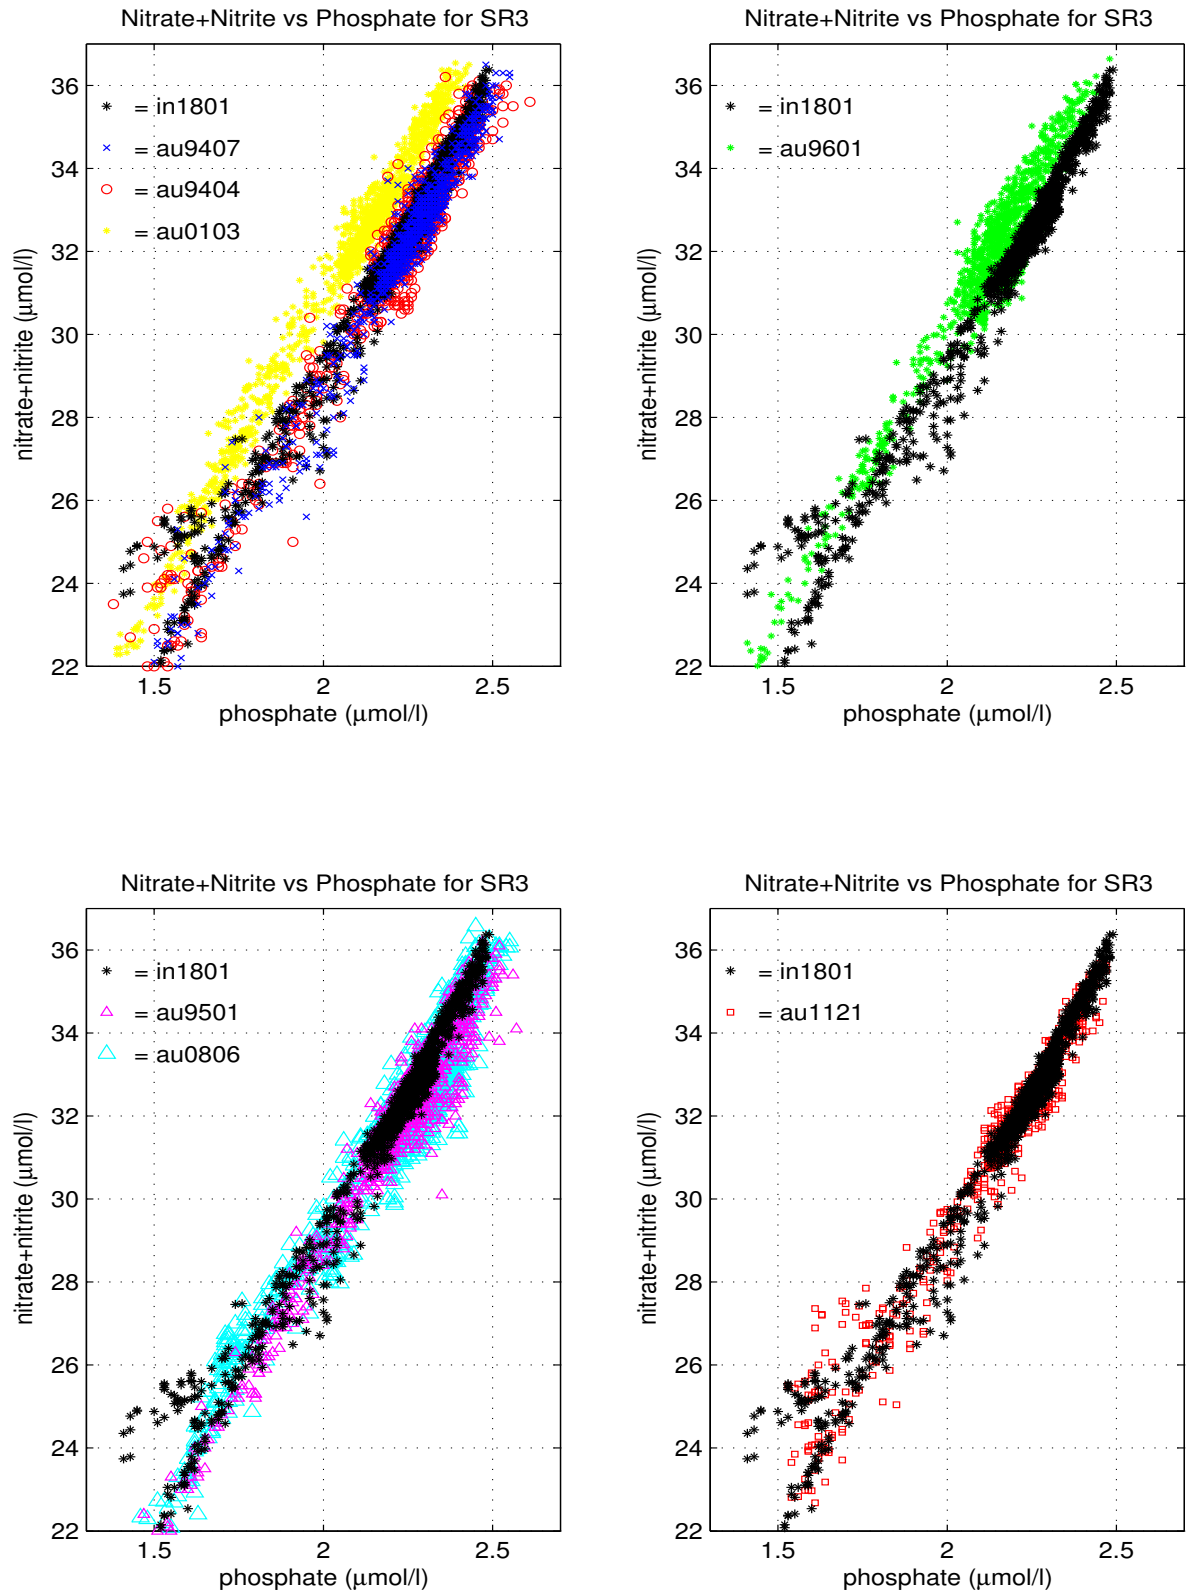 Nitrate+Nitrite vs Phosphate for SR3
36
34
32
30
28
26
24
22
nitrate+nitrite (μmol/l)
= in1801
= au9407
= au9404
= au0103
1.5
2
2.5
phosphate (μmol/l)
Nitrate+Nitrite vs Phosphate for SR3
36
34
32
30
28
26
24
22
nitrate+nitrite (μmol/l)
= in1801
= au9601
1.5
2
2.5
phosphate (μmol/l)
Nitrate+Nitrite vs Phosphate for SR3
36
34
32
30
28
26
24
22
nitrate+nitrite (μmol/l)
= in1801
= au9501
= au0806
1.5
2
2.5
phosphate (μmol/l)
Nitrate+Nitrite vs Phosphate for SR3
36
34
32
30
28
26
24
22
nitrate+nitrite (μmol/l)
= in1801
= au1121
1.5
2
2.5
phosphate (μmol/l)